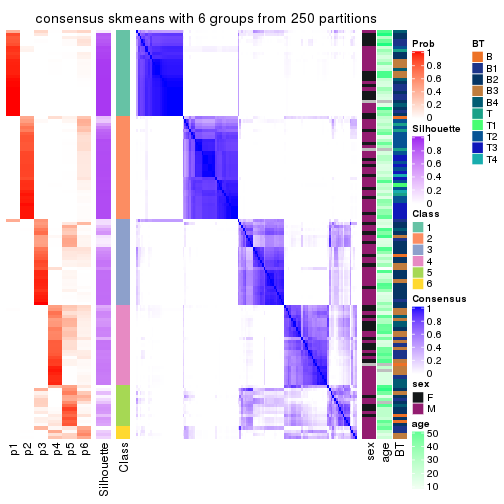 consensus skmeans with 6 groups from 250 partitions
p1
p2
p3
p4
p5
p6
Silhouette
Class
sex
age
BT
Prob
1
0.8
0.6
0.4
0.2
0
Silhouette
1
0.8
0.6
0.4
0.2
0
Class
1
2
3
4
5
6
Consensus
1
0.8
0.6
0.4
0.2
0
sex
F
M
age
50
40
30
20
10
BT
B
B1
B2
B3
B4
T
T1
T2
T3
T4